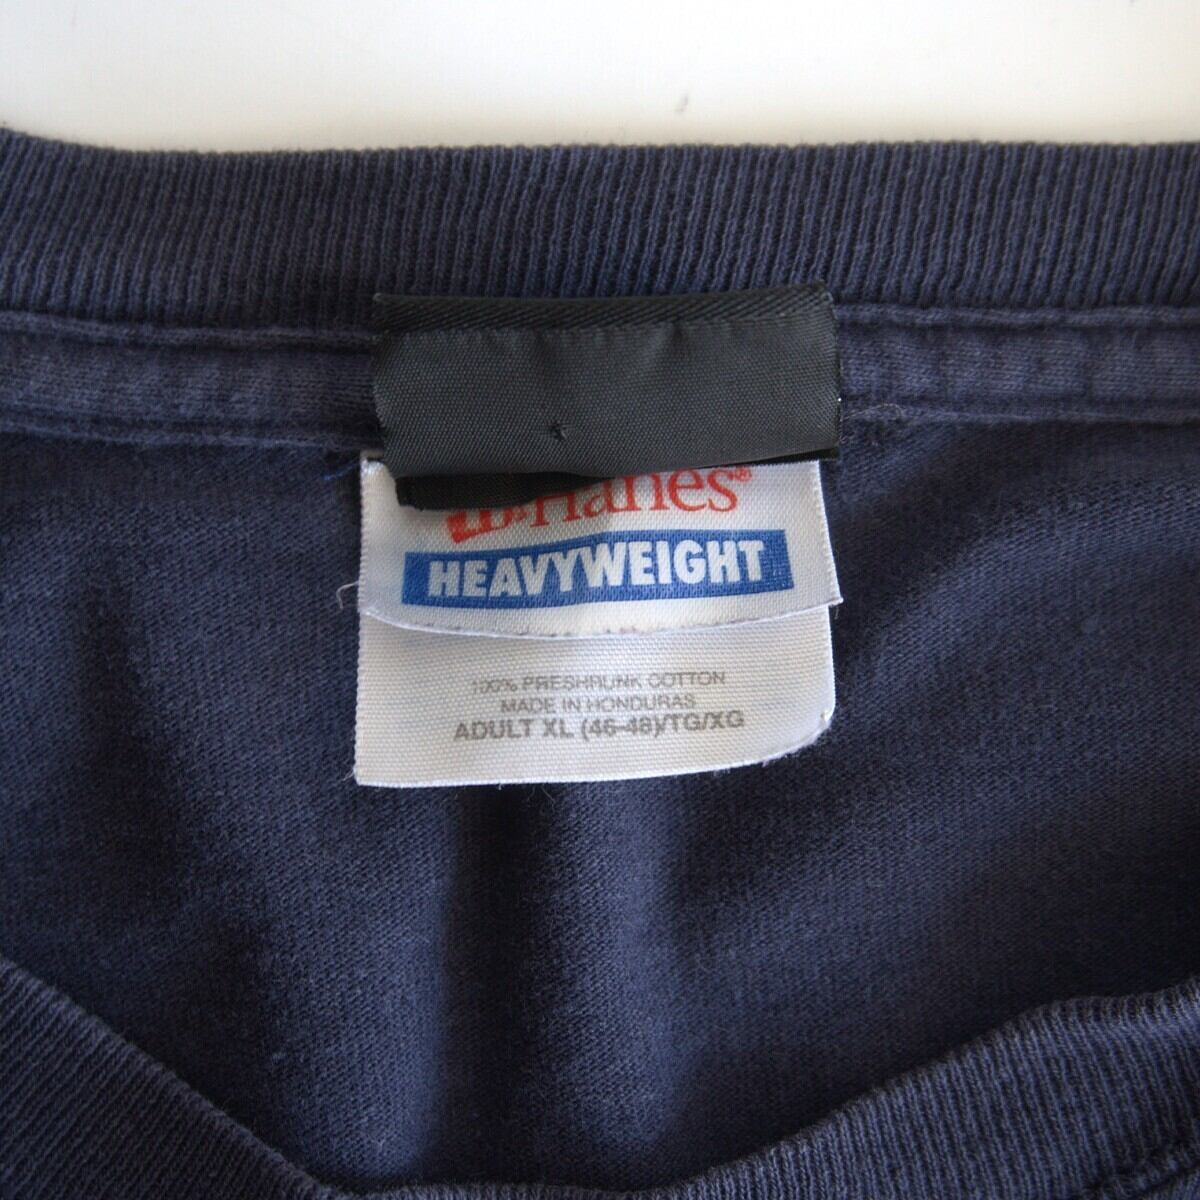 Hanes®
HEAVYWEIGHT
100% PRESHRUNK COTTON
MADE IN HONDURAS
ADULT XL (46-48)/TG/XG